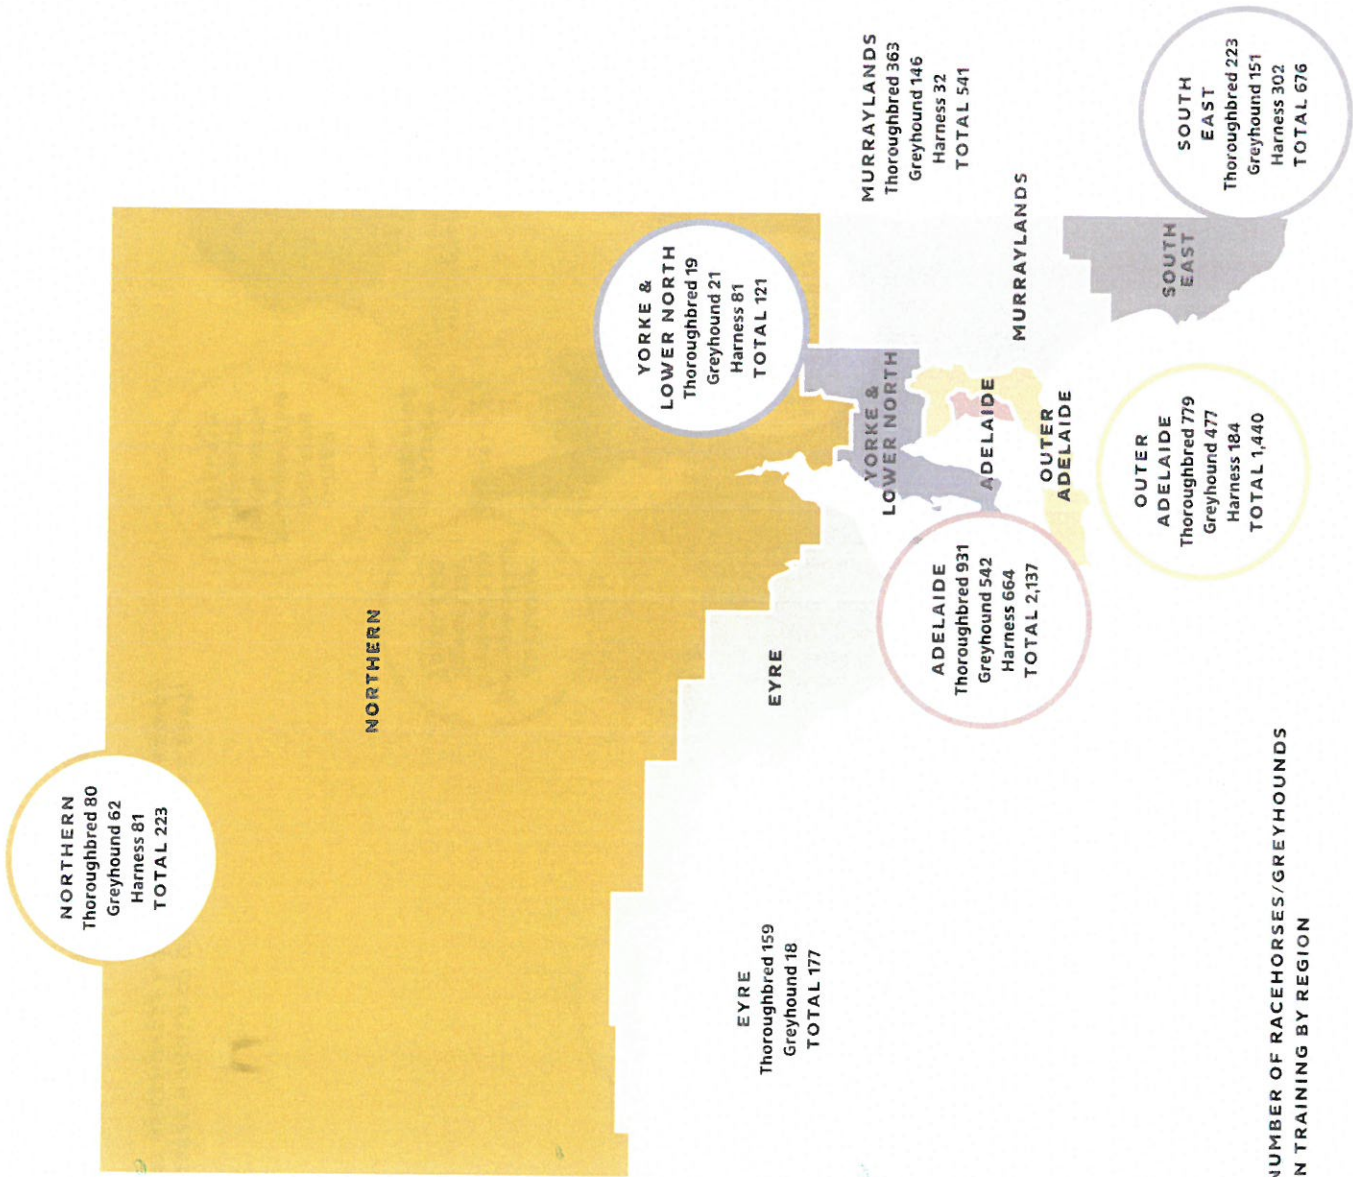 NORTHERN
Thoroughbred 80
Greyhound 62
Harness 81
TOTAL 223
NORTHERN
YORKE &
LOWER NORTH
Thoroughbred 19
Greyhound 21
Harness 81
TOTAL 121
MURRAYLANDS
Thoroughbred 363
Greyhound 146
Harness 32
TOTAL 541
EYRE
Thoroughbred 159
Greyhound 18
TOTAL 177
EYRE
YORKE &
LOWER NORTH
ADELAIDE
OUTER
ADELAIDE
MURRAYLANDS
SOUTH
EAST
ADELAIDE
Thoroughbred 931
Greyhound 542
Harness 664
TOTAL 2,137
OUTER
ADELAIDE
Thoroughbred 779
Greyhound 477
Harness 184
TOTAL 1,440
SOUTH
EAST
Thoroughbred 223
Greyhound 151
Harness 302
TOTAL 676
NUMBER OF RACEHORSES/GREYHOUNDS
N TRAINING BY REGION